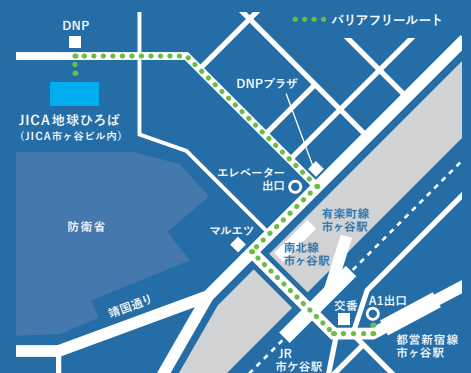 バリアフリールート
DNP
DNPプラザ
JICA地球ひろば
(JICA市ヶ谷ビル内)
エレベーター
出口
有楽町線
市ヶ谷駅
防衛省
マルエツ
南北線
市ヶ谷駅
靖国通り
交番
A1出口
都営新宿線
市ヶ谷駅
JR
市ケ谷駅